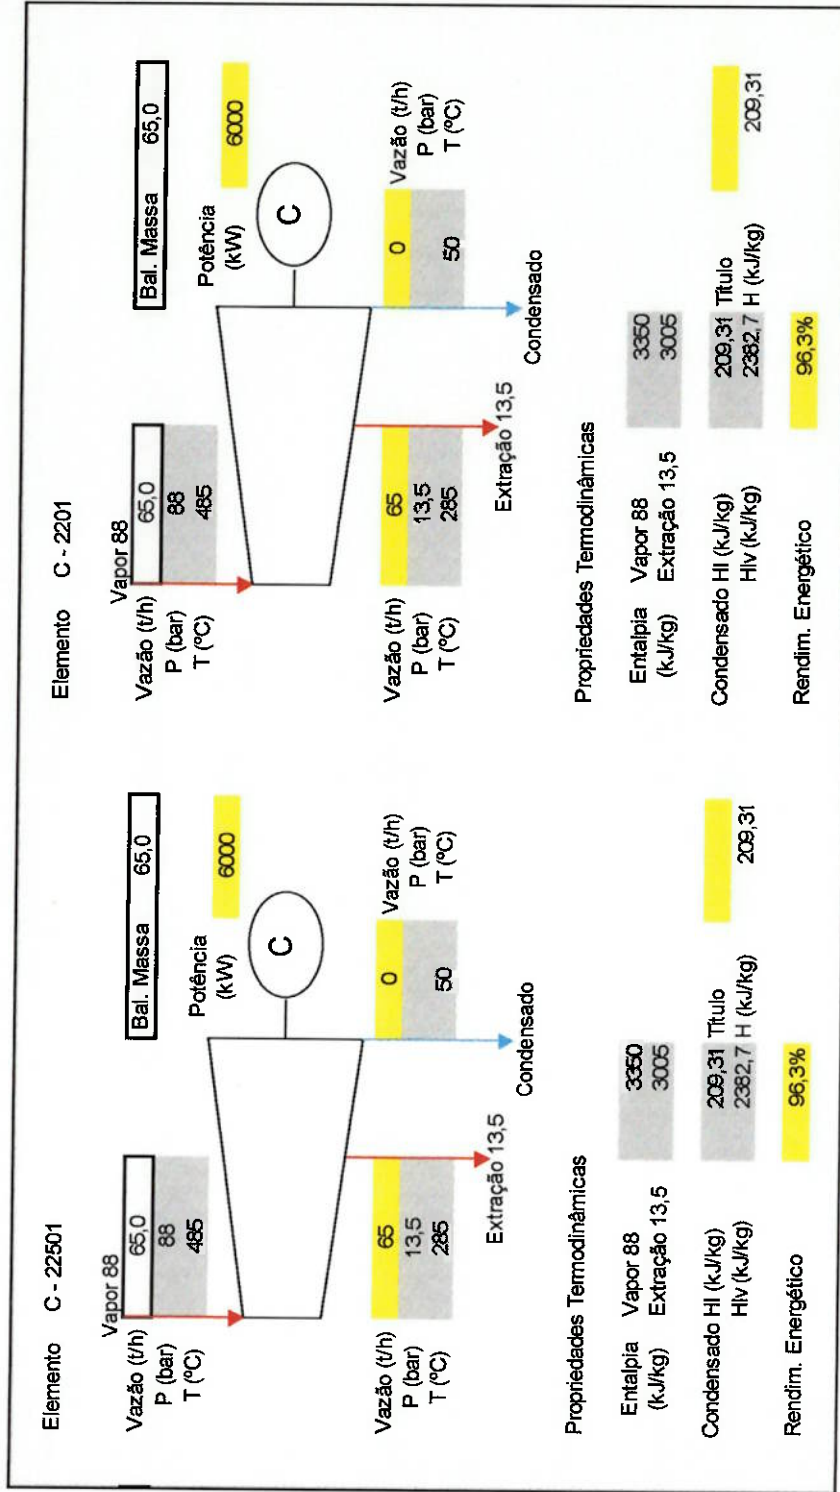 Elemento C - 22501
Bal. Massa 65,0
Vapor 88
Vazão (t/h) 65,0
P (bar) 88
T (ºC) 485
Potência
(kW)
6000
C
Vazão (t/h) 65
P (bar) 13,5
T (ºC) 285
0 Vazão (t/h)
P (bar)
50 T (ºC)
Extração 13,5
Condensado
Propriedades Termodinâmicas
Entalpia Vapor 88 3350
(kJ/kg) Extração 13,5 3005
Condensado Hl (kJ/kg) 209,31 Título
Hlv (kJ/kg) 2382,7 H (kJ/kg) 209,31
Rendim. Energético 96,3%
Elemento C - 2201
Bal. Massa 65,0
Vapor 88
Vazão (t/h) 65,0
P (bar) 88
T (ºC) 485
Potência
(kW)
6000
C
Vazão (t/h) 65
P (bar) 13,5
T (ºC) 285
0 Vazão (t/h)
P (bar)
50 T (ºC)
Extração 13,5
Condensado
Propriedades Termodinâmicas
Entalpia Vapor 88 3350
(kJ/kg) Extração 13,5 3005
Condensado Hl (kJ/kg) 209,31 Título
Hlv (kJ/kg) 2382,7 H (kJ/kg) 209,31
Rendim. Energético 96,3%